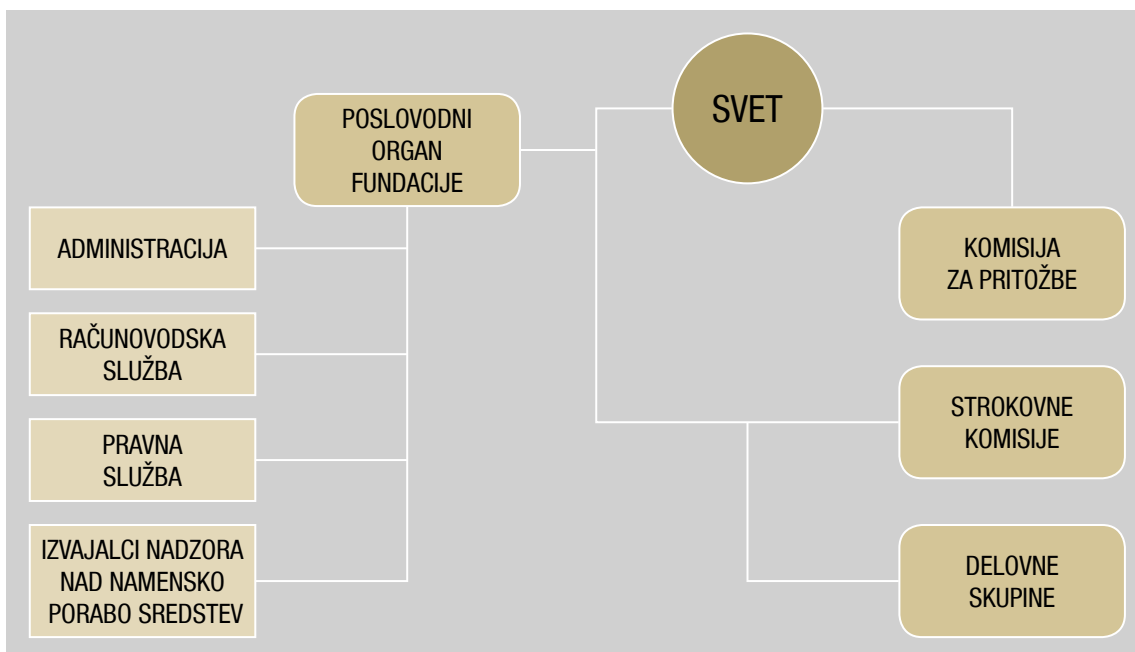 SVET
POSLOVODNI
ORGAN
FUNDACIJE
ADMINISTRACIJA
RAČUNOVODSKA
SLUŽBA
PRAVNA
SLUŽBA
IZVAJALCI NADZORA
NAD NAMENSKO
PORABO SREDSTEV
KOMISIJA
ZA PRITOŽBE
STROKOVNE
KOMISIJE
DELOVNE
SKUPINE